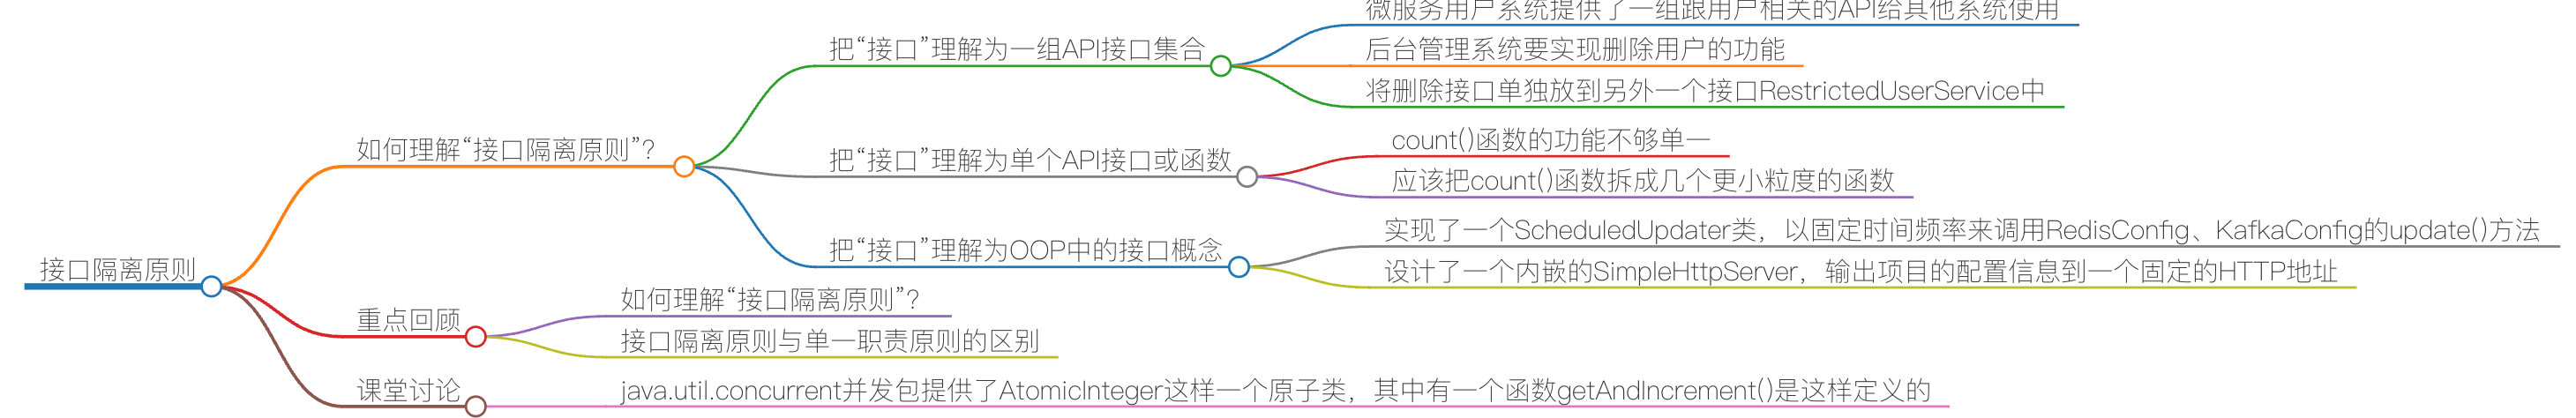 接口隔离原则
如何理解“接口隔离原则”？
把“接口”理解为一组API接口集合
微服务用户系统提供了一组跟用户相关的API给其他系统使用
后台管理系统要实现删除用户的功能
将删除接口单独放到另外一个接口RestrictedUserService中
把“接口”理解为单个API接口或函数
count()函数的功能不够单一
应该把count()函数拆成几个更小粒度的函数
把“接口”理解为OOP中的接口概念
实现了一个ScheduledUpdater类，以固定时间频率来调用RedisConfig、KafkaConfig的update()方法
设计了一个内嵌的SimpleHttpServer，输出项目的配置信息到一个固定的HTTP地址
重点回顾
如何理解“接口隔离原则”？
接口隔离原则与单一职责原则的区别
课堂讨论
java.util.concurrent并发包提供了AtomicInteger这样一个原子类，其中有一个函数getAndIncrement()是这样定义的